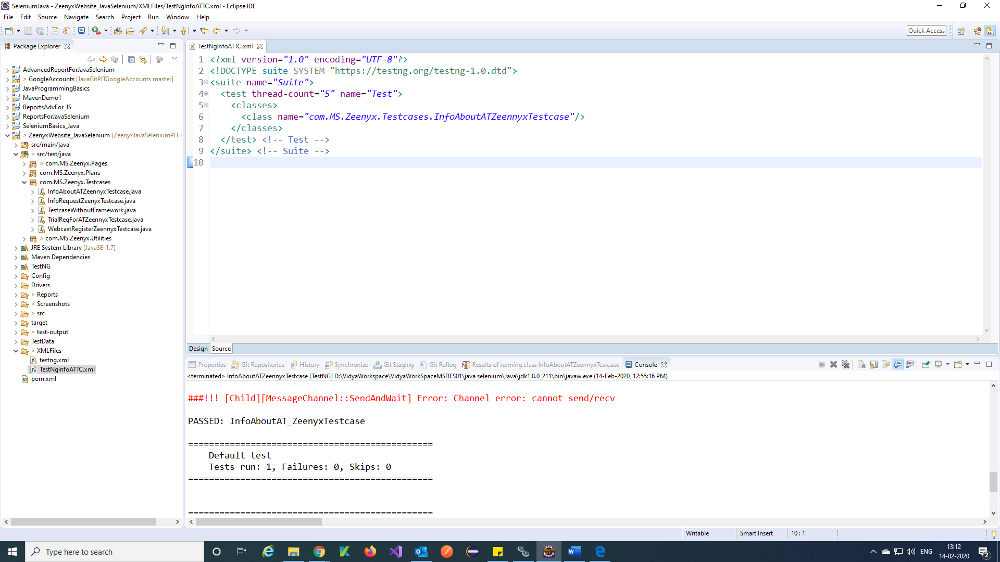 SeleniumJava - ZeenyxWebsite_JavaSelenium/XMLFiles/TestNgInfoATTC.xml - Eclipse IDE
File Edit Source Navigate Search Project Run Window Help
Quick Access
Package Explorer
AdvancedReportForJavaSelenium
> GoogleAccounts [JavaGitPJTGoogleAccounts master]
JavaProgrammingBasics
MavenDemo1
ReportsAdvFor_JS
ReportsForJavaSelenium
SeleniumBasics_Java
> ZeenyxWebsite_JavaSelenium [ZeenyxJavaSeleniumPJT r
src/main/java
> src/test/java
> com.MS.Zeenyx.Pages
com.MS.Zeenyx.Plans
com.MS.Zeenyx.Testcases
InfoAboutATZeennyxTestcase.java
InfoRequestZeenyxTestcase.java
TestcaseWithoutFramework.java
TrialReqForATZeennyxTestcase.java
WebcastRegisterZeennyxTestcase.java
> com.MS.Zeenyx.Utilities
JRE System Library [JavaSE-1.7]
Maven Dependencies
TestNG
Config
Drivers
> Reports
> Screenshots
> src
target
> test-output
TestData
> XMLFiles
testng.xml
TestNgInfoATTC.xml
pom.xml
TestNgInfoATTC.xml
1 <?xml version="1.0" encoding="UTF-8"?>
2 <!DOCTYPE suite SYSTEM "https://testng.org/testng-1.0.dtd">
3 <suite name="Suite">
4 <test thread-count="5" name="Test">
5 <classes>
6 <class name="com.MS.Zeenyx.Testcases.InfoAboutATZeennyxTestcase"/>
7 </classes>
8 </test> <!-- Test -->
9 </suite> <!-- Suite -->
10
Design Source
Properties Git Repositories History Synchronize Git Staging Git Reflog Results of running class InfoAboutATZeennyxTestcase Console
<terminated> InfoAboutATZeennyxTestcase [TestNG] D:\VidyaWorkspace\VidyaWorkSpaceMSDES01\java selenium\Java\jdk1.8.0_211\bin\javaw.exe (14-Feb-2020, 12:55:16 PM)
###!!! [Child][MessageChannel::SendAndWait] Error: Channel error: cannot send/recv
PASSED: InfoAboutAT_ZeenyxTestcase
===============================================
Default test
Tests run: 1, Failures: 0, Skips: 0
===============================================
===============================================
Writable Smart Insert 10 : 1
Type here to search
ENG
13:12
14-02-2020
2